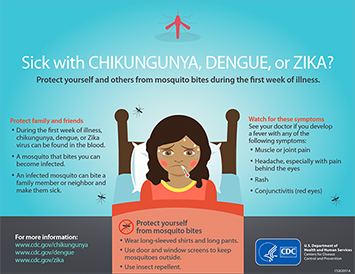 Sick with CHIKUNGUNYA, DENGUE, or ZIKA?
Protect yourself and others from mosquito bites during the first week of illness.
Protect family and friends
• During the first week of illness,
chikungunya, dengue, or Zika
virus can be found in the blood.
• A mosquito that bites you can
become infected.
• An infected mosquito can bite a
family member or neighbor and
make them sick.
Watch for these symptoms
See your doctor if you develop
a fever with any of the
following symptoms:
• Muscle or joint pain
• Headache, especially with pain
behind the eyes
• Rash
• Conjunctivitis (red eyes)
Protect yourself
from mosquito bites
• Wear long-sleeved shirts and long pants.
• Use door and window screens to keep
mosquitoes outside.
• Use insect repellent.
For more information:
www.cdc.gov/chikungunya
www.cdc.gov/dengue
www.cdc.gov/zika
CDC
U.S. Department of
Health and Human Services
Centers for Disease
Control and Prevention